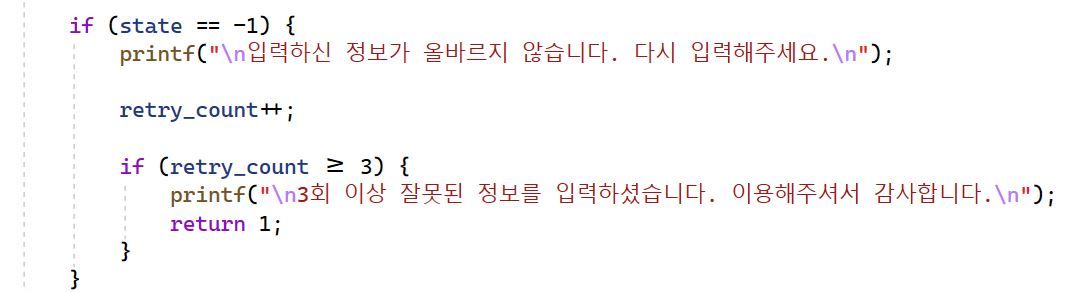 if (state == -1) {
printf("\n입력하신 정보가 올바르지 않습니다. 다시 입력해주세요.\n");
retry_count++;
if (retry_count ≥ 3) {
printf("\n3회 이상 잘못된 정보를 입력하셨습니다. 이용해주셔서 감사합니다.\n");
return 1;
}
}